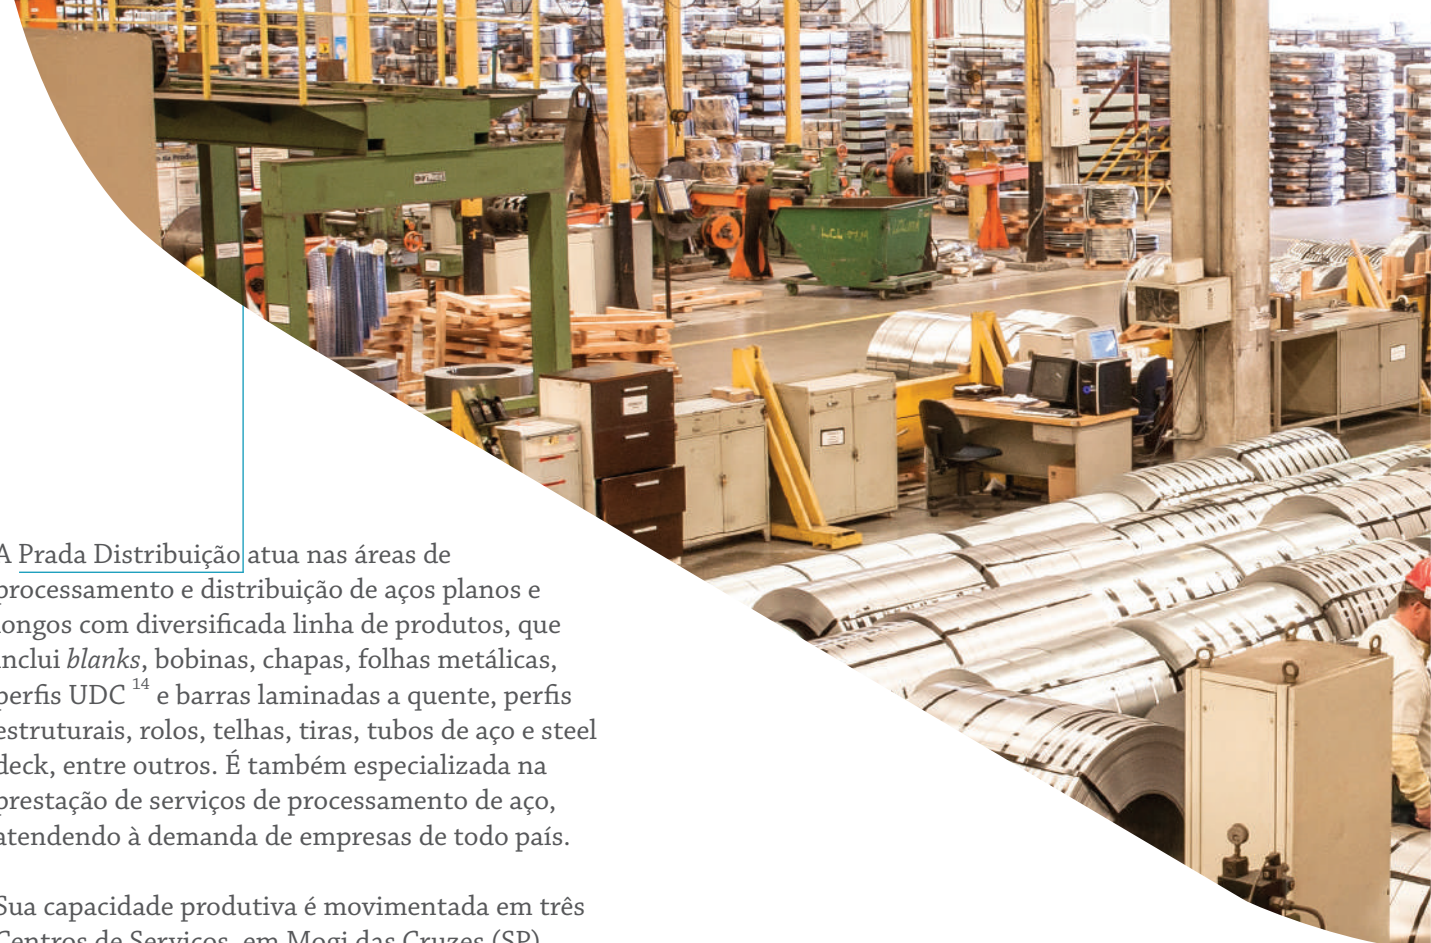 A Prada Distribuição atua nas áreas de
processamento e distribuição de aços planos e
longos com diversificada linha de produtos, que
inclui blanks, bobinas, chapas, folhas metálicas,
perfis UDC 14 e barras laminadas a quente, perfis
estruturais, rolos, telhas, tiras, tubos de aço e steel
deck, entre outros. É também especializada na
prestação de serviços de processamento de aço,
atendendo à demanda de empresas de todo país.
Sua capacidade produtiva é movimentada em três
Centros de Serviços, em Mogi das Cruzes (SP)